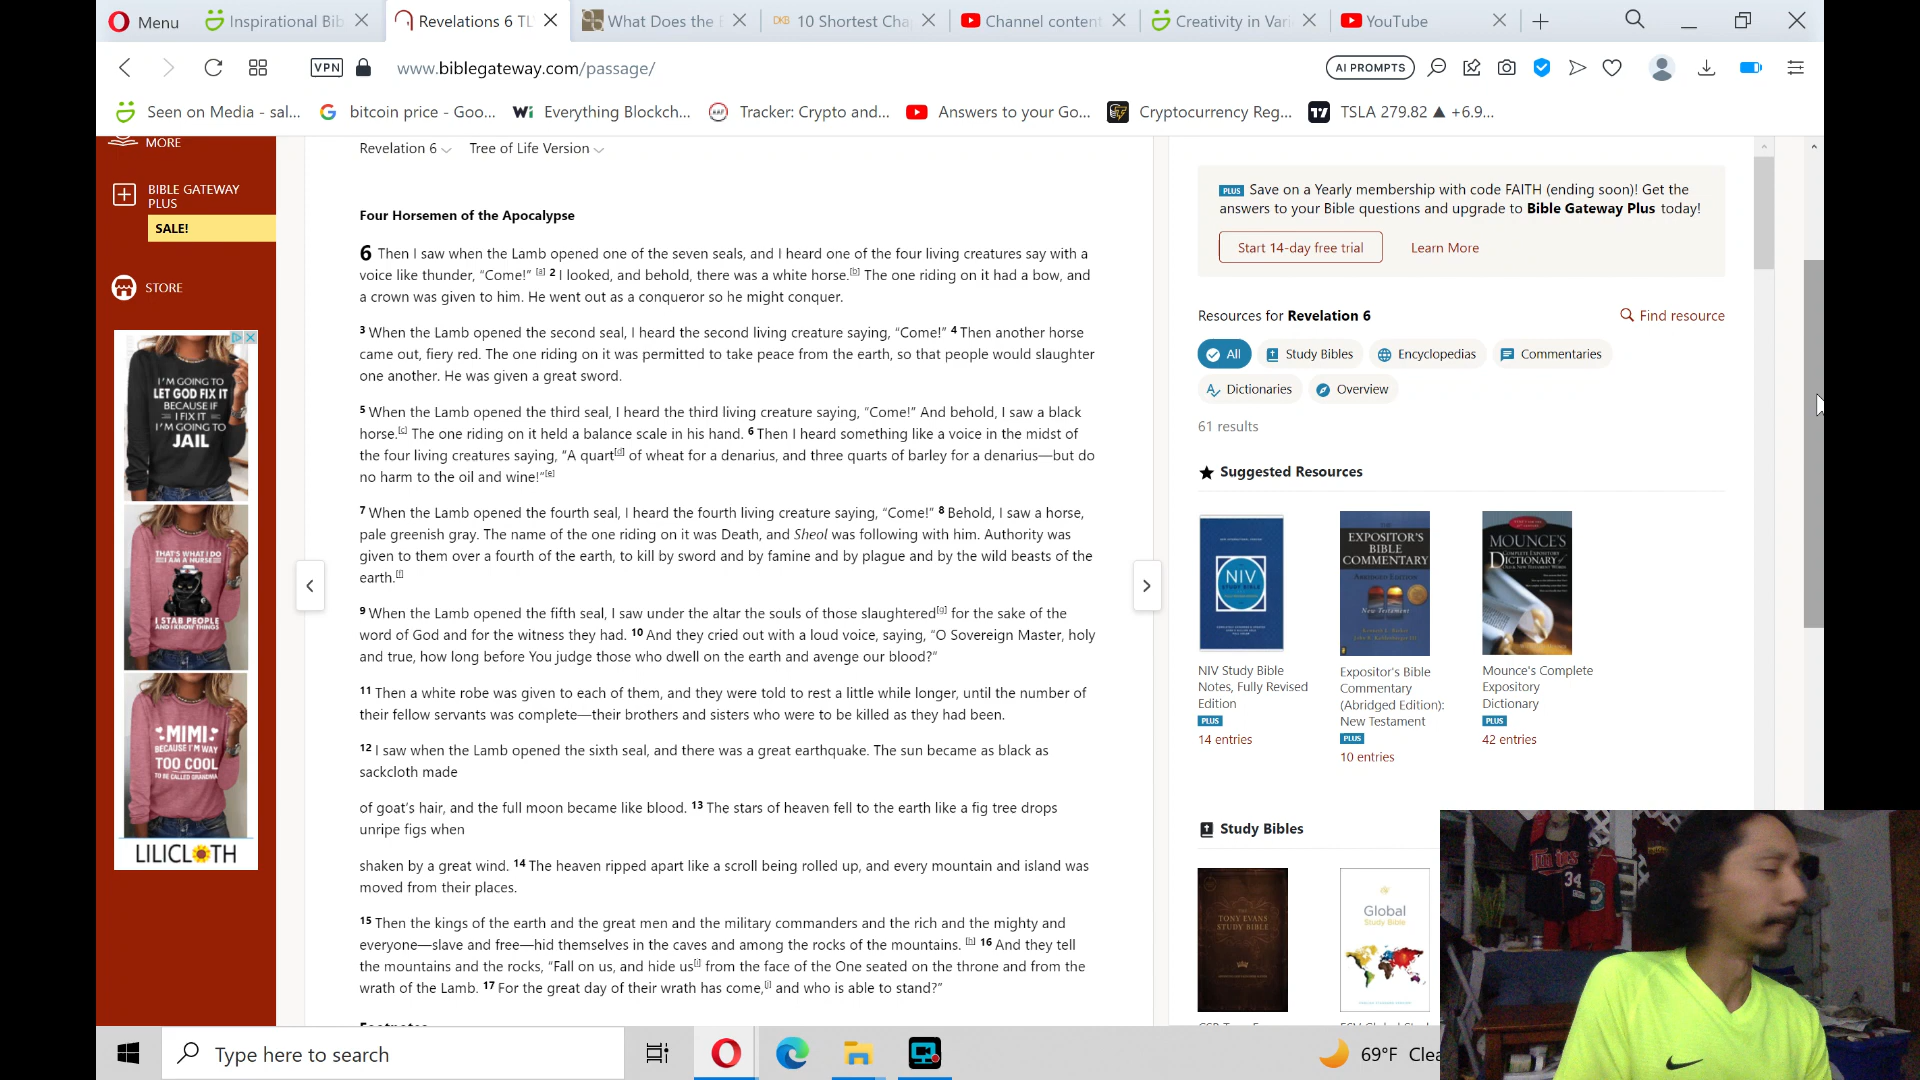 Menu
Inspirational Bib
Revelations 6 TL
What Does the
10 Shortest Cha
Channel content
Creativity in Vari
YouTube
VPN
www.biblegateway.com/passage/
AI PROMPTS
Seen on Media - sal...
bitcoin price - Goo...
Everything Blockch...
Tracker: Crypto and...
Answers to your Go...
Cryptocurrency Reg...
TSLA 279.82 ▲ +6.9...
MORE
BIBLE GATEWAY
PLUS
SALE!
STORE
I'M GOING TO
LET GOD FIX IT
BECAUSE IF
I FIX IT
I'M GOING TO
JAIL
THAT'S WHAT I DO
I AM A NURSE
I STAB PEOPLE
AND I KNOW THINGS
MIMI
BECAUSE I'M WAY
TOO COOL
TO BE CALLED GRANDMA
LILICLOTH
Revelation 6
Tree of Life Version
Four Horsemen of the Apocalypse
6 Then I saw when the Lamb opened one of the seven seals, and I heard one of the four living creatures say with a
voice like thunder, “Come!” [a] 2 I looked, and behold, there was a white horse.[b] The one riding on it had a bow, and
a crown was given to him. He went out as a conqueror so he might conquer.
3 When the Lamb opened the second seal, I heard the second living creature saying, “Come!” 4 Then another horse
came out, fiery red. The one riding on it was permitted to take peace from the earth, so that people would slaughter
one another. He was given a great sword.
5 When the Lamb opened the third seal, I heard the third living creature saying, “Come!” And behold, I saw a black
horse.[c] The one riding on it held a balance scale in his hand. 6 Then I heard something like a voice in the midst of
the four living creatures saying, “A quart[d] of wheat for a denarius, and three quarts of barley for a denarius—but do
no harm to the oil and wine!”[e]
7 When the Lamb opened the fourth seal, I heard the fourth living creature saying, “Come!” 8 Behold, I saw a horse,
pale greenish gray. The name of the one riding on it was Death, and Sheol was following with him. Authority was
given to them over a fourth of the earth, to kill by sword and by famine and by plague and by the wild beasts of the
earth.[f]
9 When the Lamb opened the fifth seal, I saw under the altar the souls of those slaughtered[g] for the sake of the
word of God and for the witness they had. 10 And they cried out with a loud voice, saying, “O Sovereign Master, holy
and true, how long before You judge those who dwell on the earth and avenge our blood?”
11 Then a white robe was given to each of them, and they were told to rest a little while longer, until the number of
their fellow servants was complete—their brothers and sisters who were to be killed as they had been.
12 I saw when the Lamb opened the sixth seal, and there was a great earthquake. The sun became as black as
sackcloth made
of goat’s hair, and the full moon became like blood. 13 The stars of heaven fell to the earth like a fig tree drops
unripe figs when
shaken by a great wind. 14 The heaven ripped apart like a scroll being rolled up, and every mountain and island was
moved from their places.
15 Then the kings of the earth and the great men and the military commanders and the rich and the mighty and
everyone—slave and free—hid themselves in the caves and among the rocks of the mountains. [h] 16 And they tell
the mountains and the rocks, “Fall on us, and hide us[i] from the face of the One seated on the throne and from the
wrath of the Lamb. 17 For the great day of their wrath has come,[j] and who is able to stand?”
PLUS Save on a Yearly membership with code FAITH (ending soon)! Get the
answers to your Bible questions and upgrade to Bible Gateway Plus today!
Start 14-day free trial
Learn More
Resources for Revelation 6
Find resource
All
Study Bibles
Encyclopedias
Commentaries
Dictionaries
Overview
61 results
Suggested Resources
NIV
EXPOSITOR'S
BIBLE
COMMENTARY
New Testament
MOUNCE'S
DICTIONARY
NIV Study Bible
Notes, Fully Revised
Edition
PLUS
14 entries
Expositor's Bible
Commentary
(Abridged Edition):
New Testament
PLUS
10 entries
Mounce's Complete
Expository
Dictionary
PLUS
42 entries
Study Bibles
TONY EVANS
STUDY BIBLE
Global
Study Bible
34
Type here to search
69°F Clea